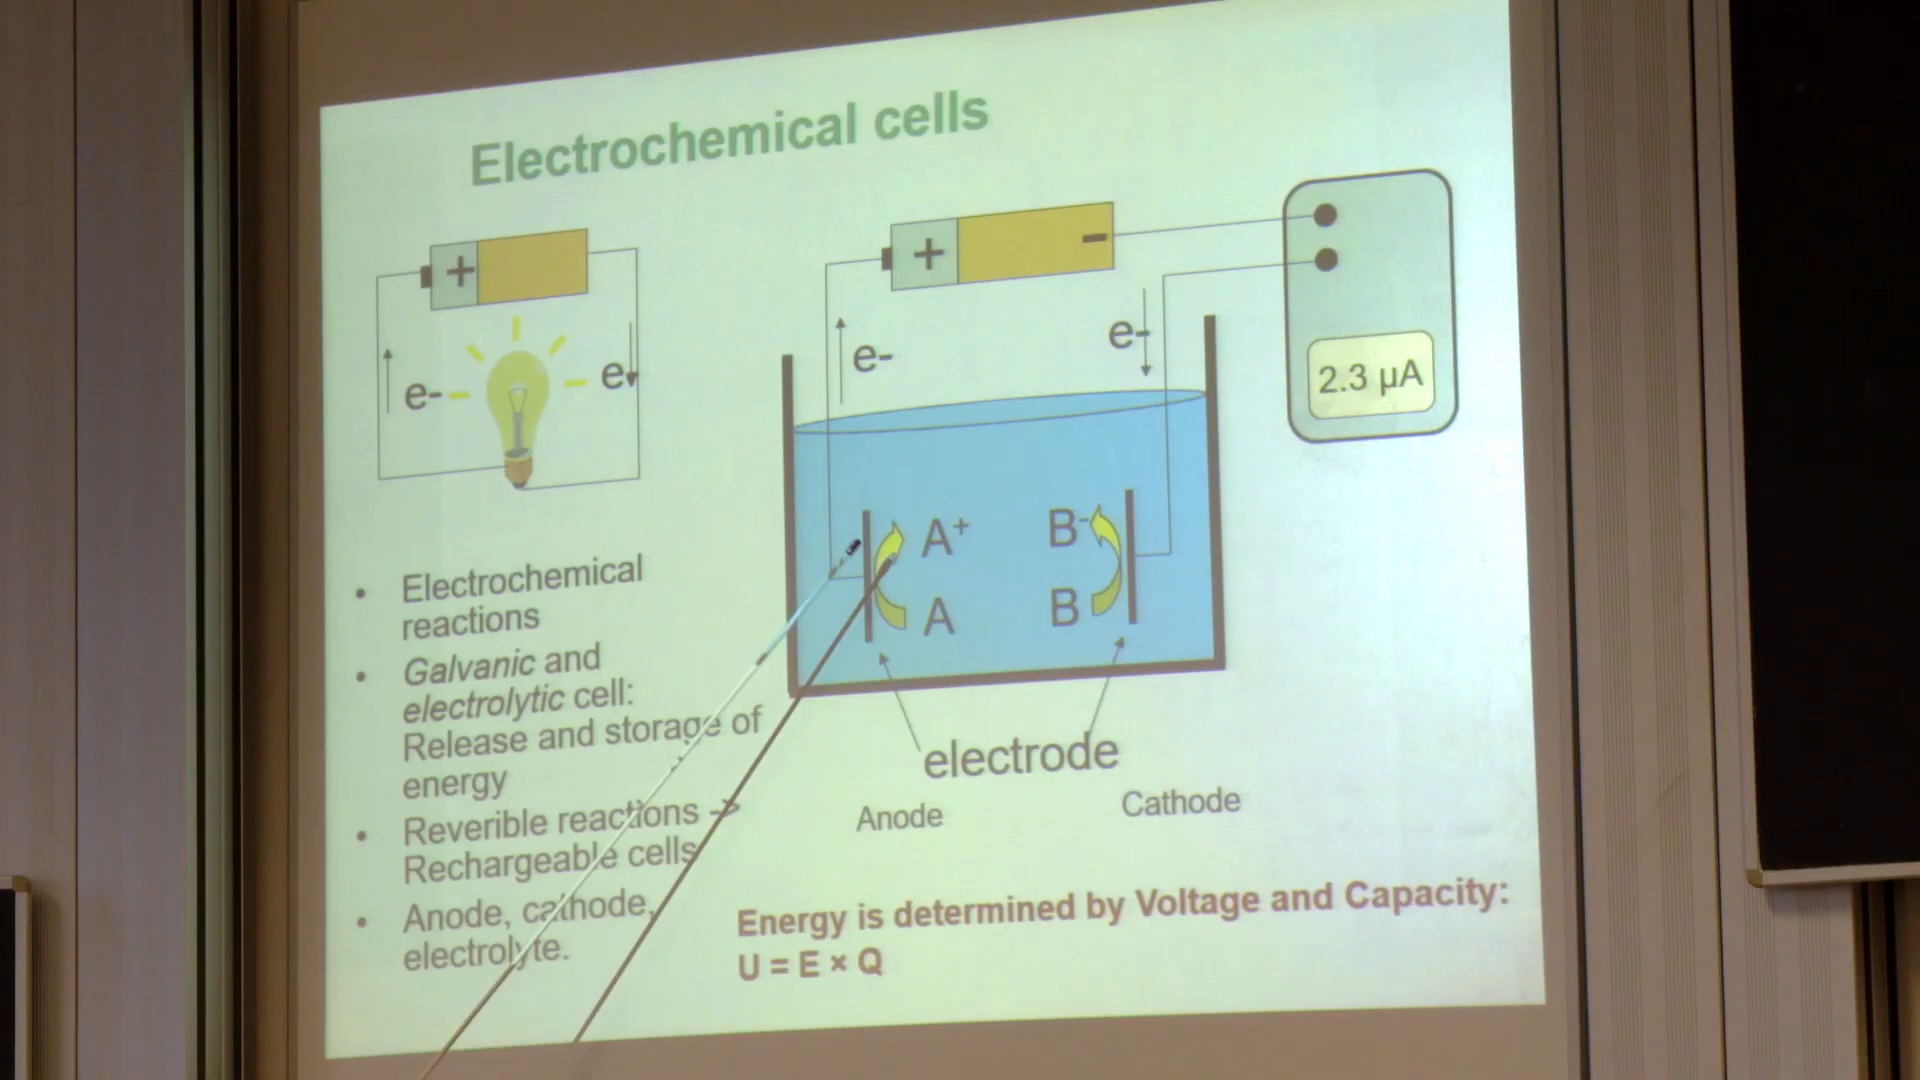 Electrochemical cells
+
e-
e-
+
-
e-
e-
2.3 µA
A+
A
B-
B
electrode
Anode
Cathode
• Electrochemical
reactions
• Galvanic and
electrolytic cell:
Release and storage of
energy
• Reverible reactions ->
Rechargeable cells
• Anode, cathode,
electrolyte.
Energy is determined by Voltage and Capacity:
U = E × Q